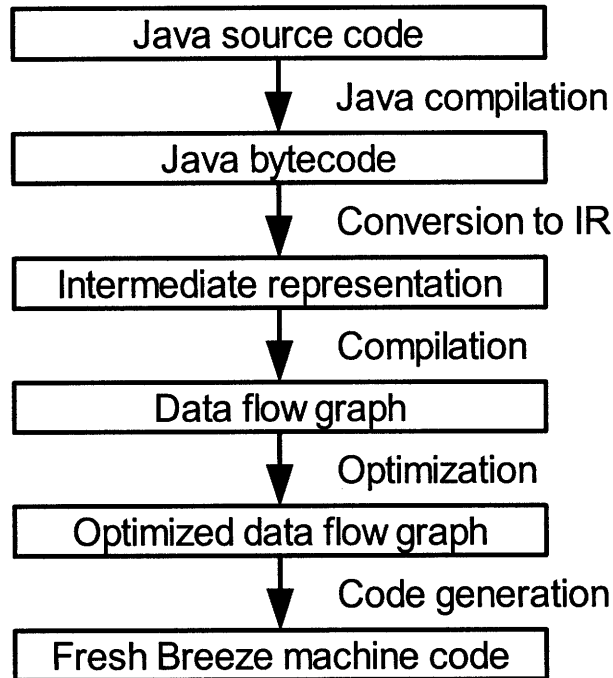 Java source code
Java compilation
Java bytecode
Conversion to IR
Intermediate representation
Compilation
Data flow graph
Optimization
Optimized data flow graph
Code generation
Fresh Breeze machine code